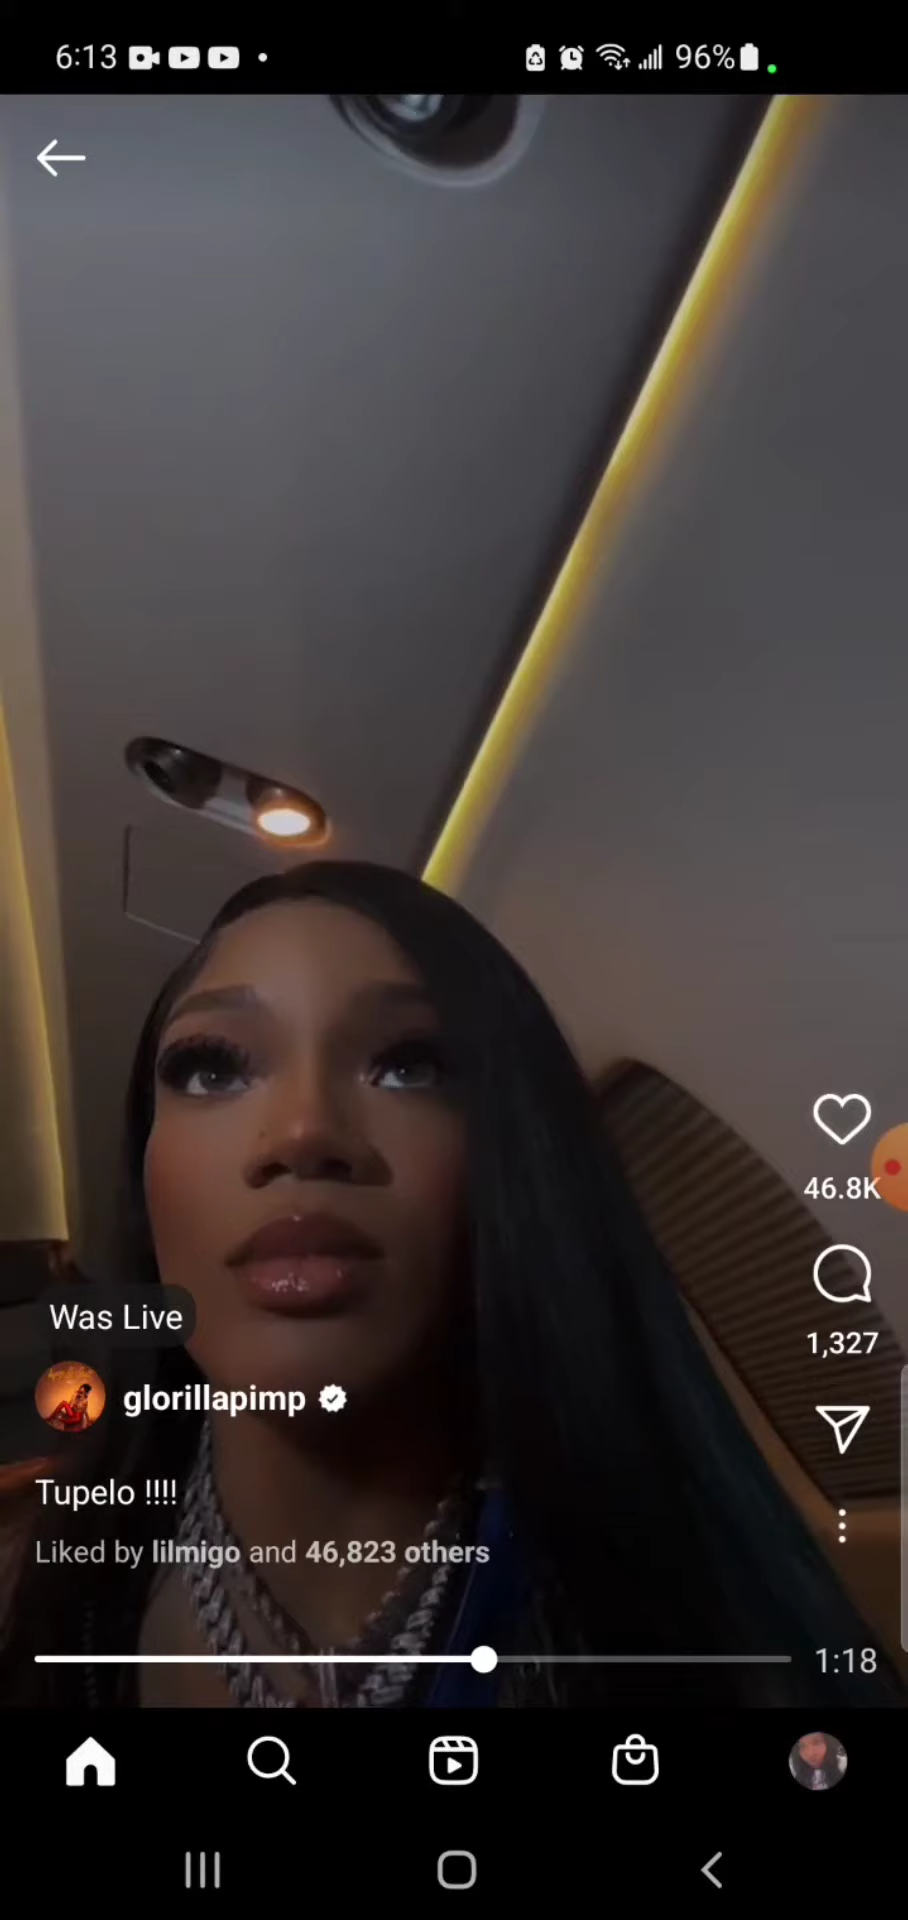 6:13
96%
46.8K
Was Live
1,327
glorillapimp
Tupelo !!!!
Liked by lilmigo and 46,823 others
1:18